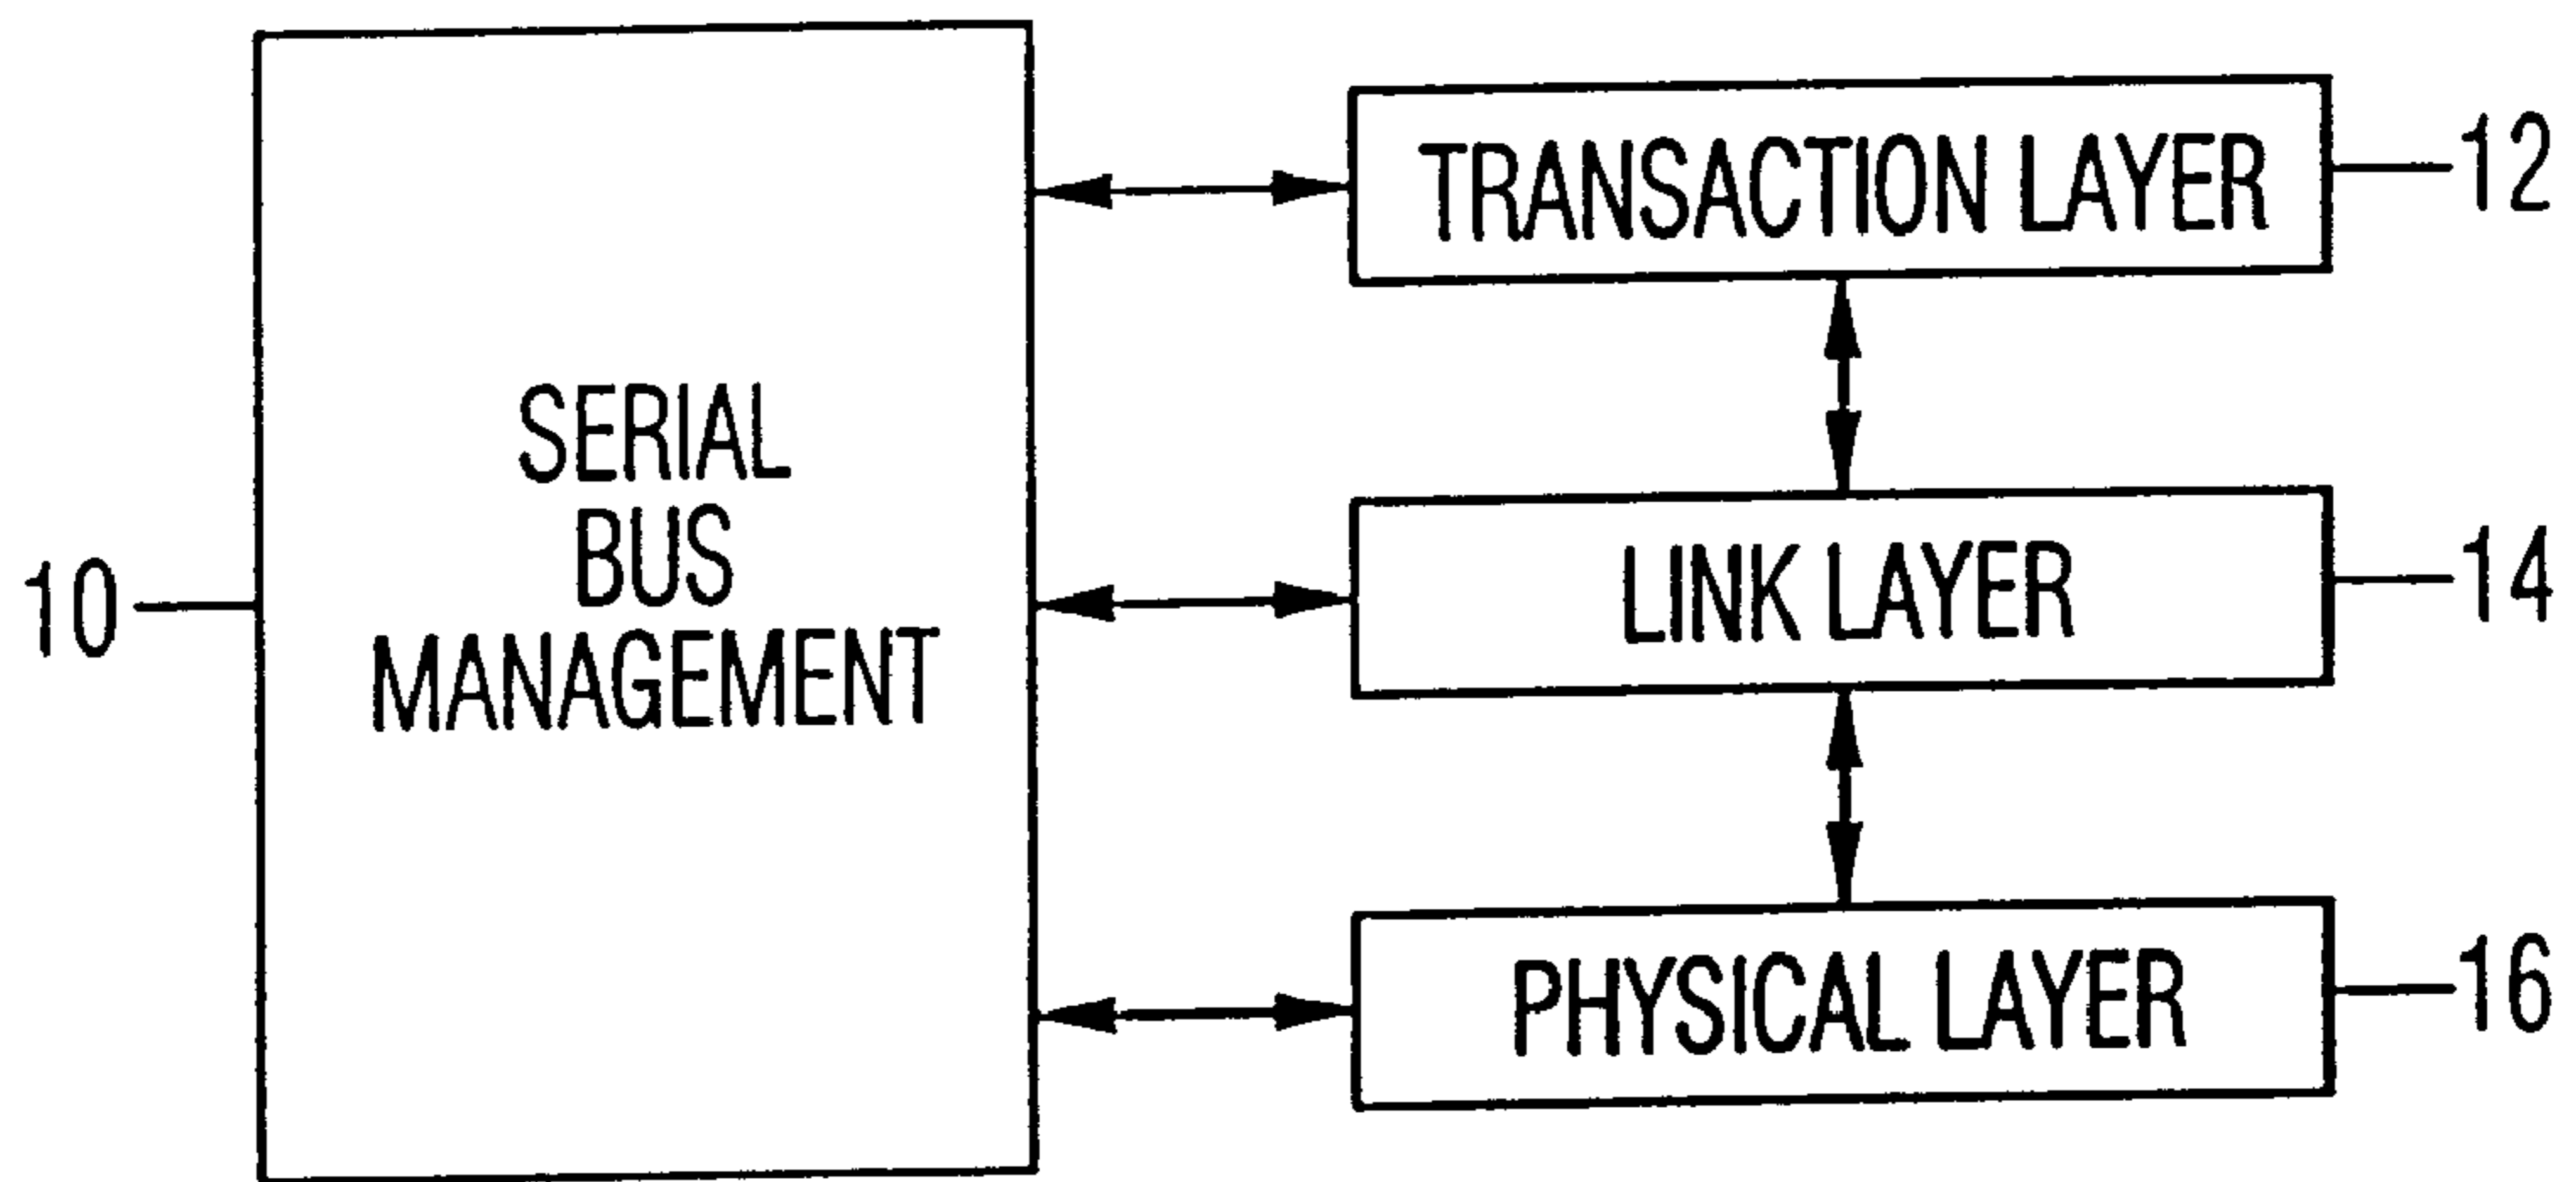 SERIAL
BUS
MANAGEMENT
10
TRANSACTION LAYER
12
LINK LAYER
14
PHYSICAL LAYER
16